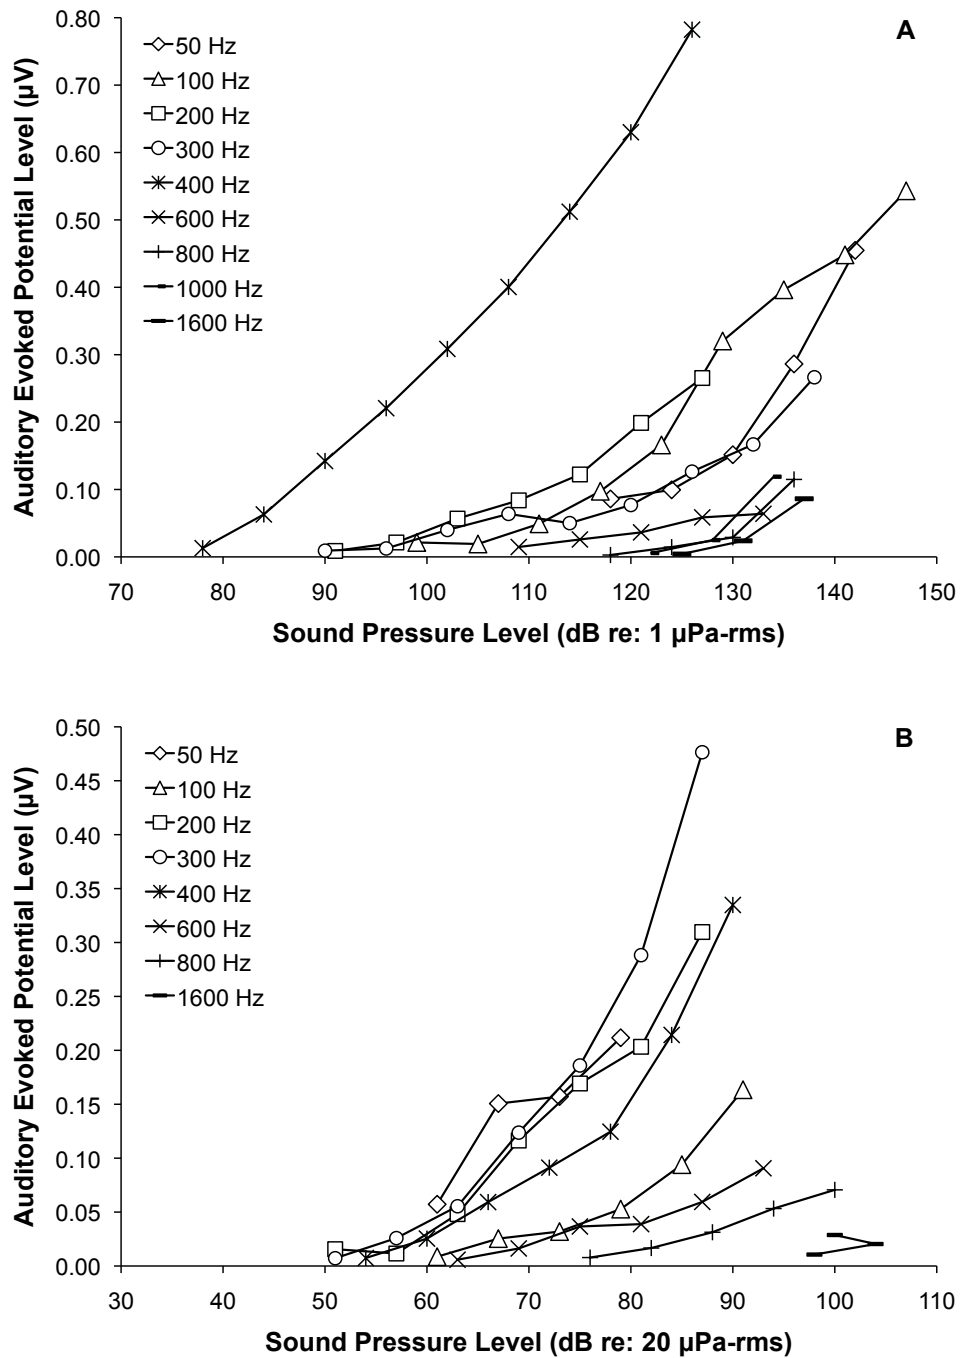 A
0.80
0.70
0.60
0.50
0.40
0.30
0.20
0.10
0.00
Auditory Evoked Potential Level (µV)
50 Hz
100 Hz
200 Hz
300 Hz
400 Hz
600 Hz
800 Hz
1000 Hz
1600 Hz
70 80 90 100 110 120 130 140 150
Sound Pressure Level (dB re: 1 µPa-rms)
B
0.50
0.45
0.40
0.35
0.30
0.25
0.20
0.15
0.10
0.05
0.00
Auditory Evoked Potential Level (µV)
50 Hz
100 Hz
200 Hz
300 Hz
400 Hz
600 Hz
800 Hz
1600 Hz
30 40 50 60 70 80 90 100 110
Sound Pressure Level (dB re: 20 µPa-rms)